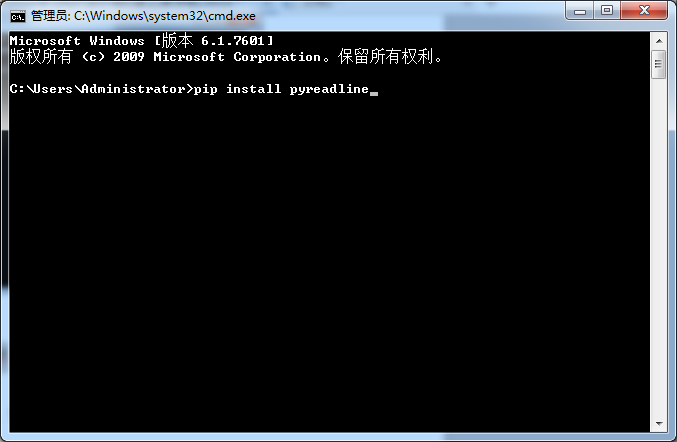 管理员: C:\Windows\system32\cmd.exe
Microsoft Windows [版本 6.1.7601]
版权所有 (c) 2009 Microsoft Corporation。保留所有权利。
C:\Users\Administrator>pip install pyreadline_